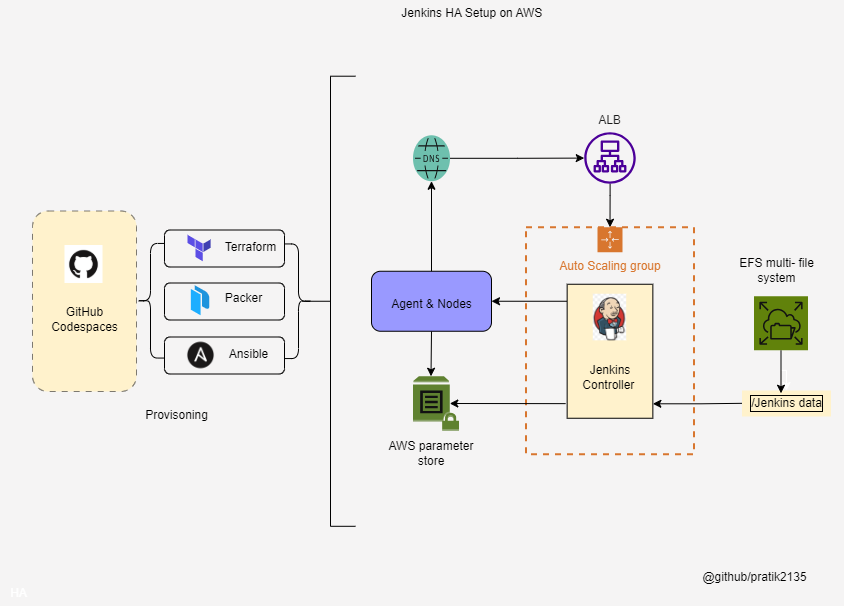 Jenkins HA Setup on AWS
ALB
DNS
Auto Scaling group
EFS multi- file
system
GitHub
Codespaces
Terraform
Packer
Ansible
Provisoning
Agent & Nodes
Jenkins
Controller
/Jenkins data
AWS parameter
store
@github/pratik2135
HA